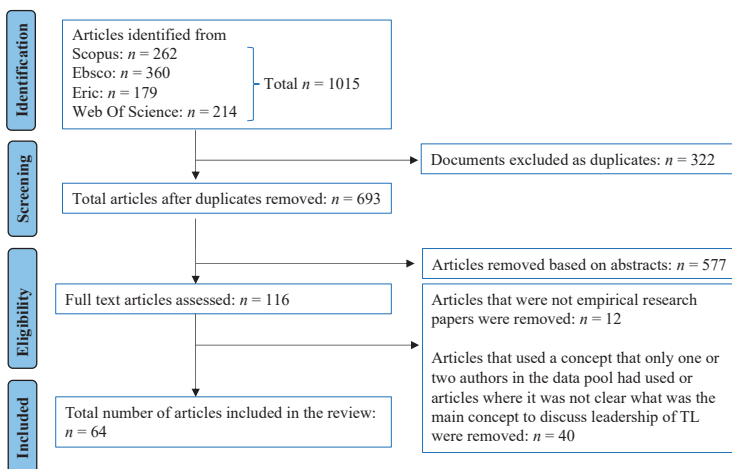 Identification
Articles identified from
Scopus: n = 262
Ebsco: n = 360
Eric: n = 179
Web Of Science: n = 214
Total n = 1015
Screening
Documents excluded as duplicates: n = 322
Total articles after duplicates removed: n = 693
Eligibility
Articles removed based on abstracts: n = 577
Full text articles assessed: n = 116
Articles that were not empirical research
papers were removed: n = 12
Articles that used a concept that only one or
two authors in the data pool had used or
articles where it was not clear what was the
main concept to discuss leadership of TL
were removed: n = 40
Included
Total number of articles included in the review:
n = 64